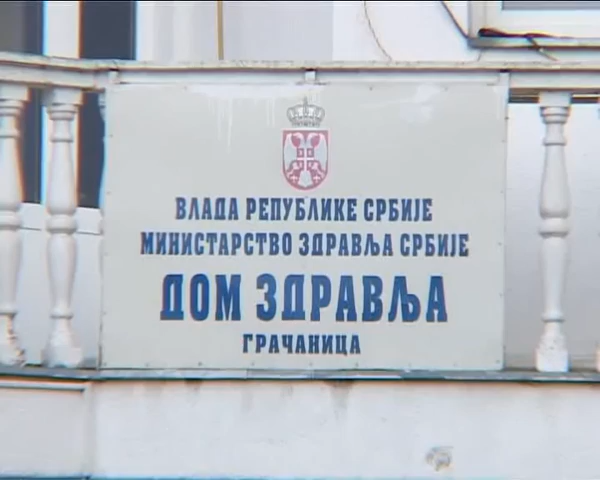 ВЛАДА РЕПУБЛИКЕ СРБИЈЕ
МИНИСТАРСТВО ЗДРАВЉА СРБИЈЕ
ДОМ ЗДРАВЉА
ГРАЧАНИЦА